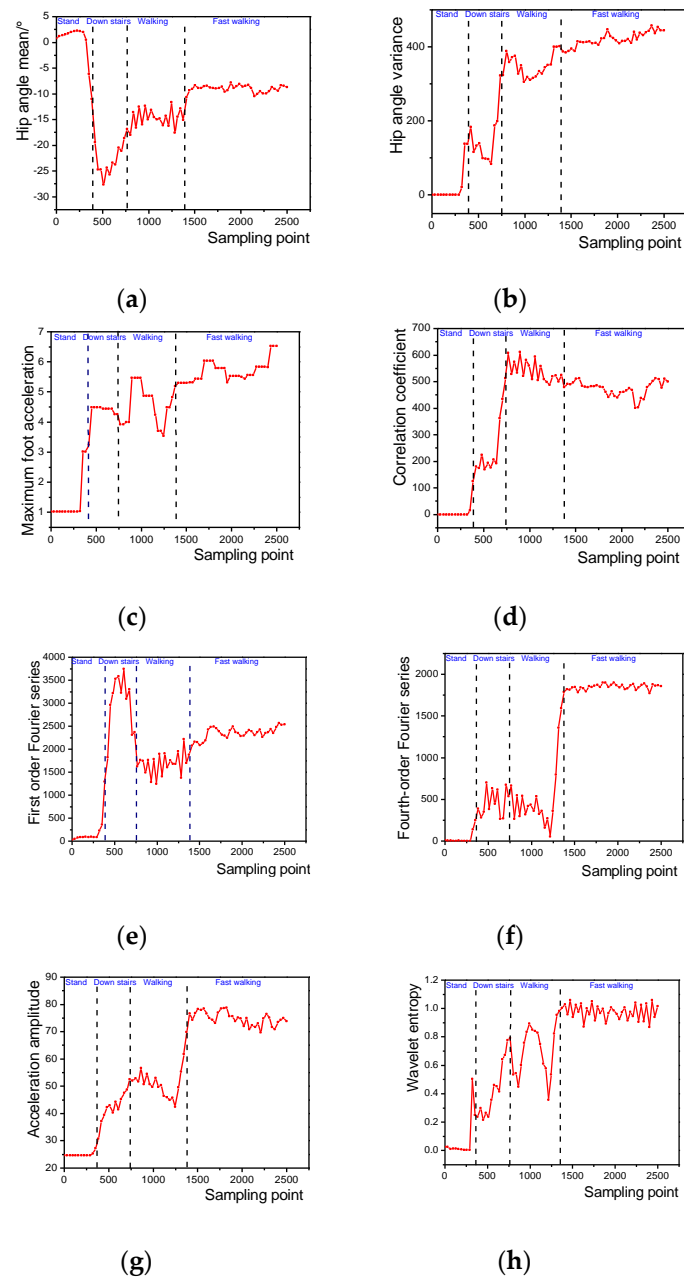 Stand Down stairs Walking Fast walking
Hip angle mean/º
5
0
-5
-10
-15
-20
-25
-30
0 500 1000 1500 2000 2500
Sampling point
(a)
Stand Down stairs Walking Fast walking
Hip angle variance
400
200
0
0 500 1000 1500 2000 2500
Sampling point
(b)
Stand Down stairs Walking Fast walking
Maximum foot acceleration
7
6
5
4
3
2
1
0 500 1000 1500 2000 2500
Sampling point
(c)
Stand Down stairs Walking Fast walking
Correlation coefficient
700
600
500
400
300
200
100
0
0 500 1000 1500 2000 2500
Sampling point
(d)
Stand Down stairs Walking Fast walking
First order Fourier series
4000
3500
3000
2500
2000
1500
1000
500
0
0 500 1000 1500 2000 2500
Sampling point
(e)
Stand Down stairs Walking Fast walking
Fourth-order Fourier series
2000
1500
1000
500
0
0 500 1000 1500 2000 2500
Sampling point
(f)
Stand Down stairs Walking Fast walking
Acceleration amplitude
90
80
70
60
50
40
30
20
0 500 1000 1500 2000 2500
Sampling point
(g)
Stand Down stairs Walking Fast walking
Wavelet entropy
1.2
1.0
0.8
0.6
0.4
0.2
0.0
0 500 1000 1500 2000 2500
Sampling point
(h)